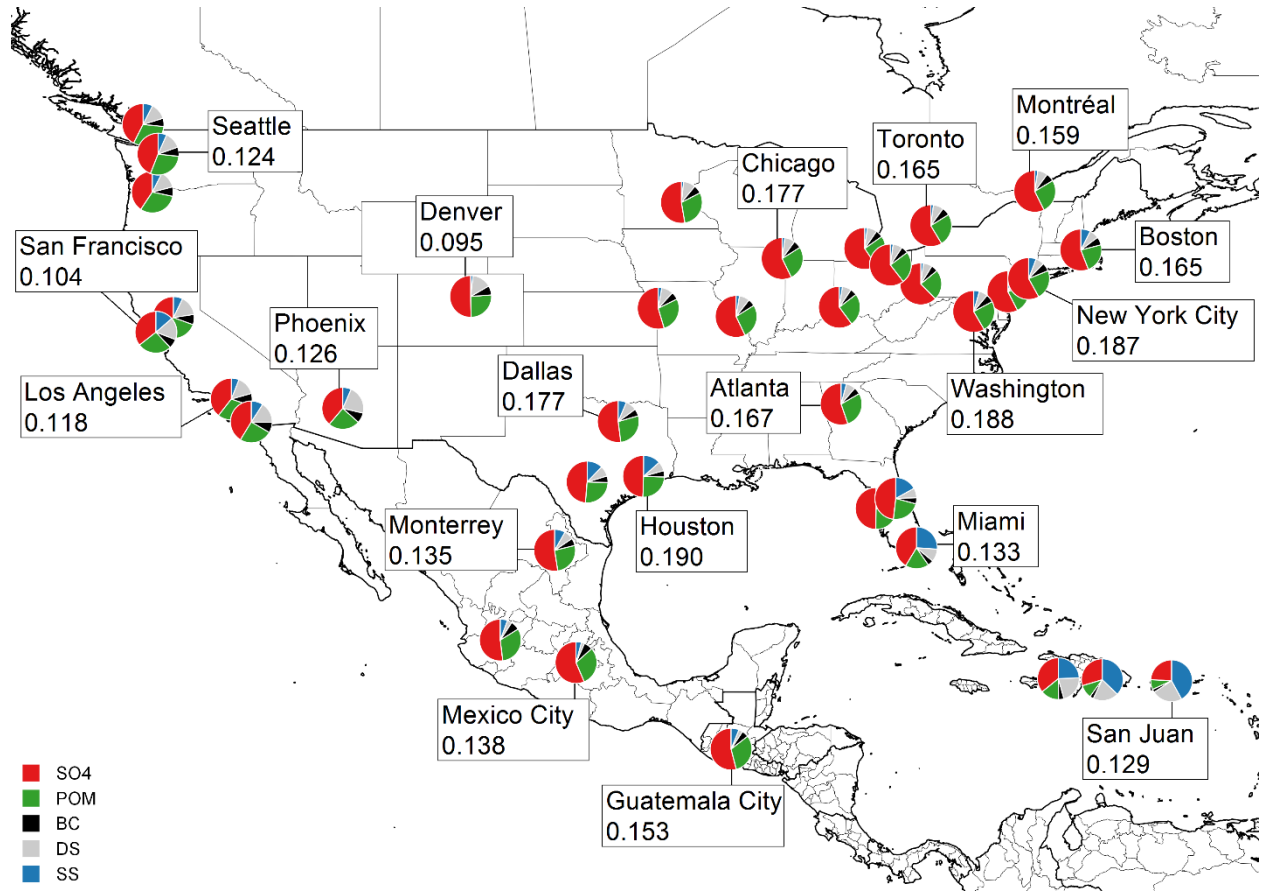 Montréal
0.159
Toronto
0.165
Seattle
0.124
Chicago
0.177
Denver
0.095
Boston
0.165
San Francisco
0.104
Phoenix
0.126
New York City
0.187
Dallas
0.177
Atlanta
0.167
Washington
0.188
Los Angeles
0.118
Monterrey
0.135
Houston
0.190
Miami
0.133
Mexico City
0.138
San Juan
0.129
Guatemala City
0.153
SO4
POM
BC
DS
SS